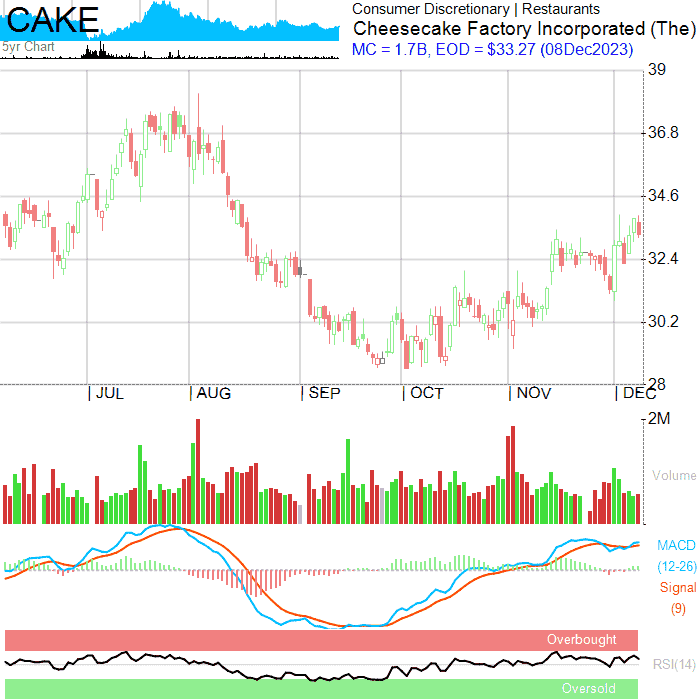 CAKE
Consumer Discretionary | Restaurants
Cheesecake Factory Incorporated (The)
5yr Chart
MC = 1.7B, EOD = $33.27 (08Dec2023)
39
36.8
34.6
32.4
30.2
28
JUL AUG SEP OCT NOV DEC
2M
Volume
MACD
(12-26)
Signal
(9)
Overbought
RSI(14)
Oversold